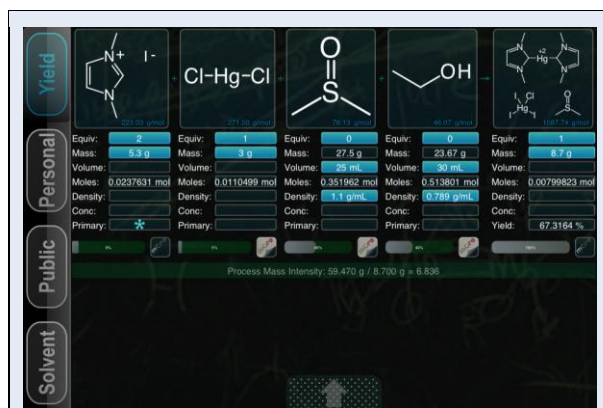 Yield
Personal
Public
Solvent
N+ I -
N
Cl-Hg-Cl
O
S
OH
+2
Hg
223.03 g/mol
271.50 g/mol
78.13 g/mol
46.07 g/mol
1087.74 g/mol
Equiv: 2 Equiv: 1 Equiv: 0 Equiv: 0 Equiv: 1
Mass: 5.3 g Mass: 3 g Mass: 27.5 g Mass: 23.67 g Mass: 8.7 g
Volume: Volume: Volume: 25 mL Volume: 30 mL Volume:
Moles: 0.0237631 mol Moles: 0.0110499 mol Moles: 0.351962 mol Moles: 0.513801 mol Moles: 0.00799823 mol
Density: Density: Density: 1.1 g/mL Density: 0.789 g/mL Density:
Conc: Conc: Conc: Conc: Conc:
Primary: * Primary: Primary: Primary: Yield: 67.3164 %
Process Mass Intensity: 59.470 g / 8.700 g = 6.836